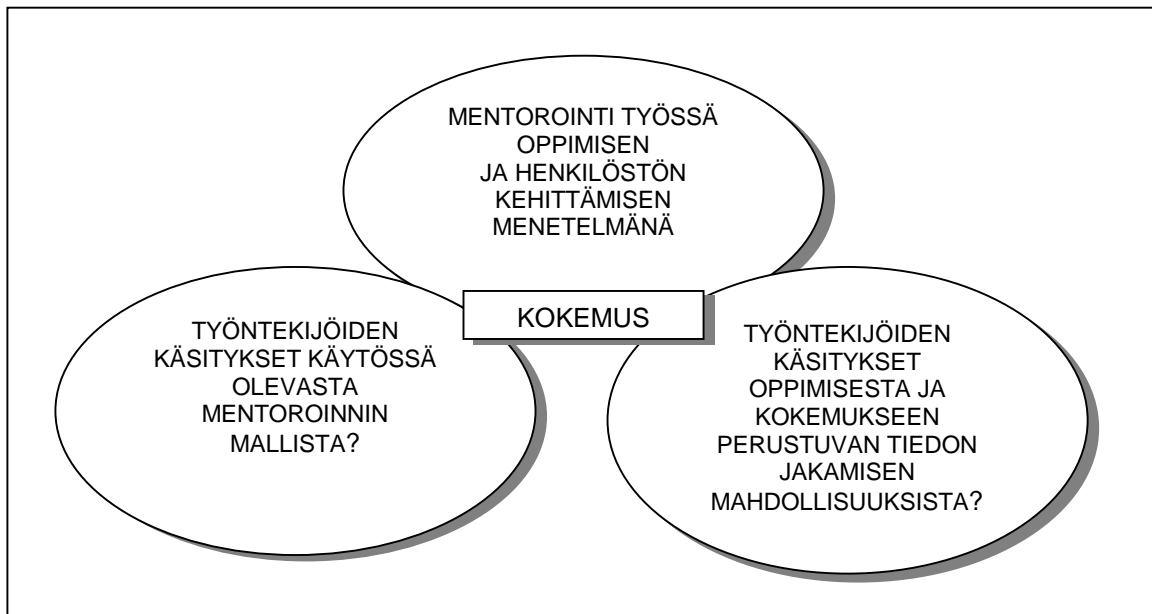 MENTOROINTI TYÖSSÄ
OPPIMISEN
JA HENKILÖSTÖN
KEHITTÄMISEN
MENETELMÄNÄ
KOKEMUS
TYÖNTEKIJÖIDEN
KÄSITYKSET KÄYTÖSSÄ
OLEVASTA
MENTOROINNIN
MALLISTA?
TYÖNTEKIJÖIDEN
KÄSITYKSET
OPPIMISESTA JA
KOKEMUKSEEN
PERUSTUVAN TIEDON
JAKAMISEN
MAHDOLLISUUKSISTA?